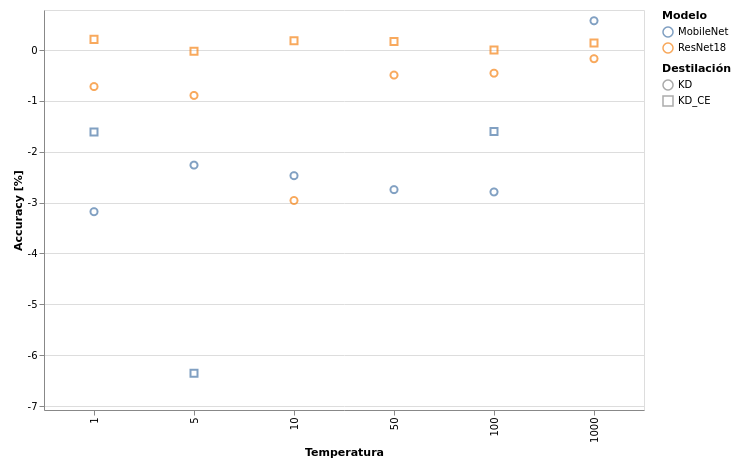 Modelo
MobileNet
ResNet18
Destilación
KD
KD_CE
Accuracy [%]
0
-1
-2
-3
-4
-5
-6
-7
1
5
10
50
100
1000
Temperatura